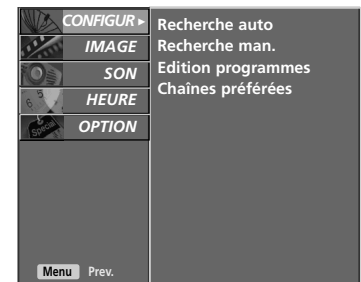 CONFIGUR ▸
IMAGE
SON
HEURE
OPTION
Recherche auto
Recherche man.
Edition programmes
Chaînes préférées
Menu Prev.